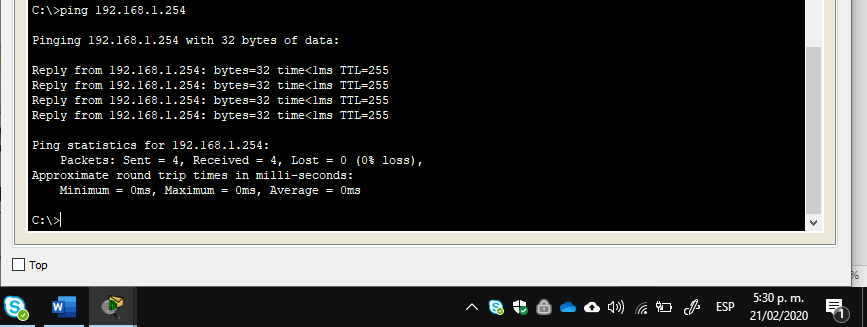 C:\>ping 192.168.1.254
Pinging 192.168.1.254 with 32 bytes of data:
Reply from 192.168.1.254: bytes=32 time<1ms TTL=255
Reply from 192.168.1.254: bytes=32 time<1ms TTL=255
Reply from 192.168.1.254: bytes=32 time<1ms TTL=255
Reply from 192.168.1.254: bytes=32 time<1ms TTL=255
Ping statistics for 192.168.1.254:
Packets: Sent = 4, Received = 4, Lost = 0 (0% loss),
Approximate round trip times in milli-seconds:
Minimum = 0ms, Maximum = 0ms, Average = 0ms
C:\>
Top
%
S
W
S
ESP
5:30 p. m.
21/02/2020
1